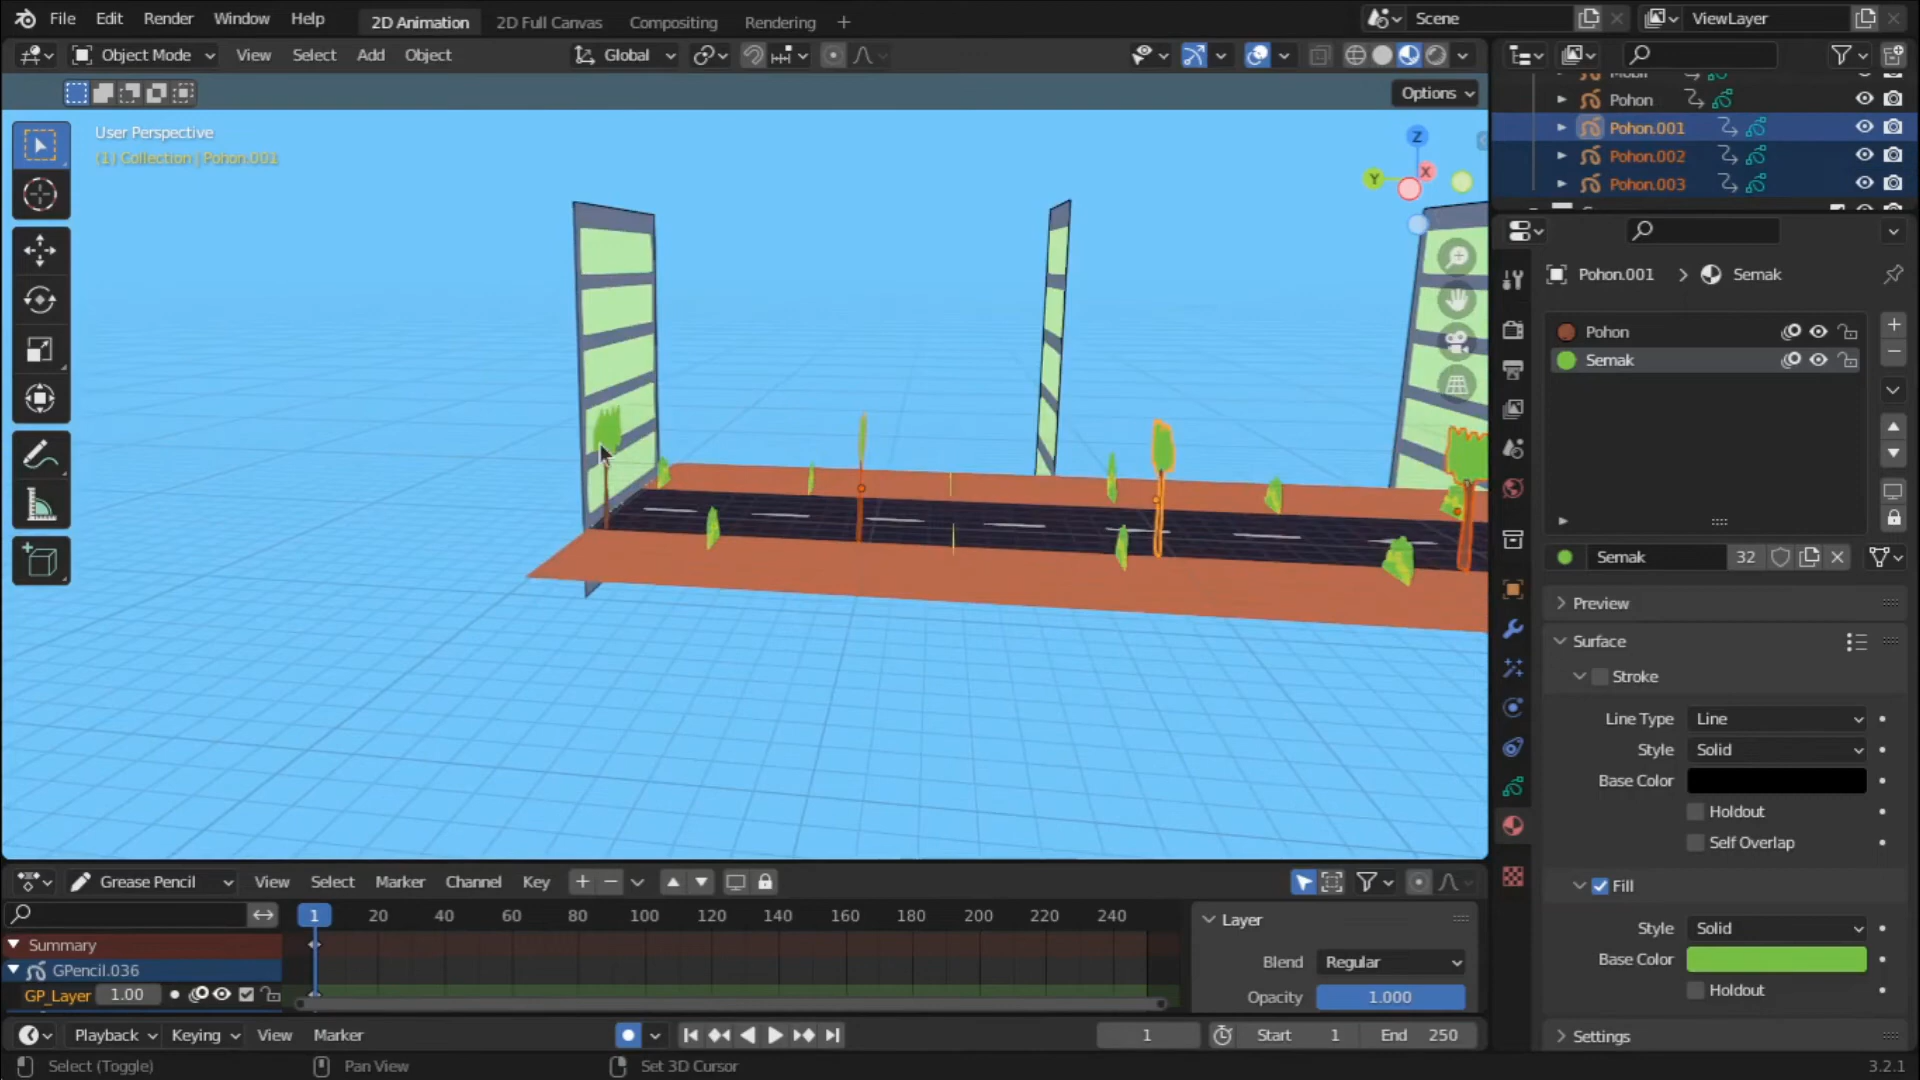 File Edit Render Window Help 2D Animation 2D Full Canvas Compositing Rendering + Scene ViewLayer
Object Mode View Select Add Object Global
Options
User Perspective
(1) Collection | Pohon.001
Z
Y
X
Pohon
Pohon.001
Pohon.002
Pohon.003
Pohon.001 > Semak
Pohon
Semak
Semak 32
Preview
Surface
Stroke
Line Type Line
Style Solid
Base Color
Holdout
Self Overlap
Fill
Style Solid
Base Color
Holdout
Settings
Grease Pencil View Select Marker Channel Key
1 20 40 60 80 100 120 140 160 180 200 220 240
Summary
GPencil.036
GP_Layer 1.00
Layer
Blend Regular
Opacity 1.000
Playback Keying View Marker 1 Start 1 End 250
Select (Toggle) Pan View Set 3D Cursor 3.2.1